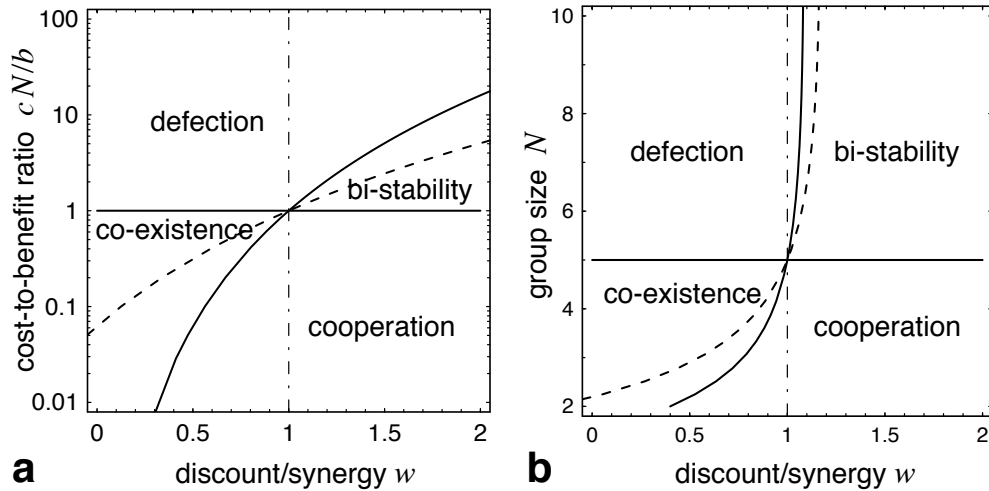 100
10
1
0.1
0.01
cost-to-benefit ratio c N/b
defection
bi-stability
co-existence
cooperation
0 0.5 1 1.5 2
a discount/synergy w
10
8
6
4
2
group size N
defection
bi-stability
co-existence
cooperation
0 0.5 1 1.5 2
b discount/synergy w